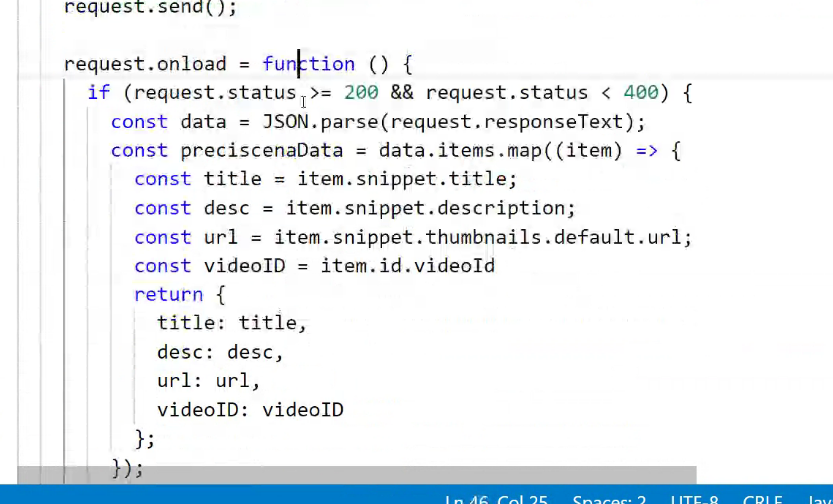 request.send();
request.onload = function () {
if (request.status >= 200 && request.status < 400) {
const data = JSON.parse(request.responseText);
const preciscenaData = data.items.map((item) => {
const title = item.snippet.title;
const desc = item.snippet.description;
const url = item.snippet.thumbnails.default.url;
const videoID = item.id.videoId
return {
title: title,
desc: desc,
url: url,
videoID: videoID
};
});
Ln 46, Col 25 Spaces: 2 UTF-8 CRLF